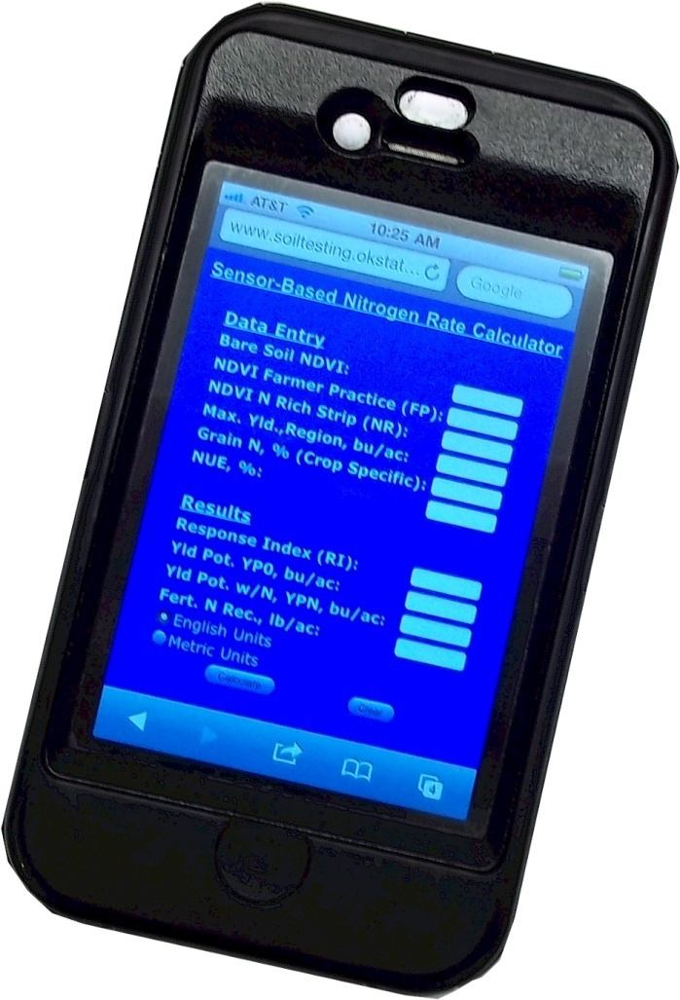 AT&T 10:25 AM
www.soiltesting.okstat... Google
Sensor-Based Nitrogen Rate Calculator
Data Entry
Bare Soil NDVI:
NDVI Farmer Practice (FP):
NDVI N Rich Strip (NR):
Max. Yld.,Region, bu/ac:
Grain N, % (Crop Specific):
NUE, %:
Results
Response Index (RI):
Yld Pot. YP0, bu/ac:
Yld Pot. w/N, YPN, bu/ac:
Fert. N Rec., lb/ac:
English Units
Metric Units
Calculate Clear
4